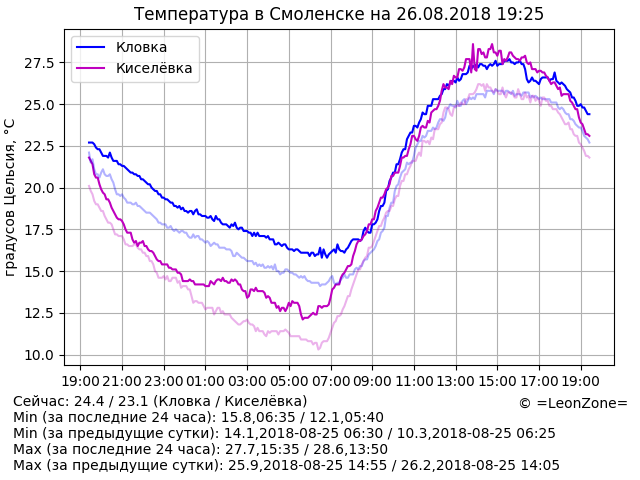 Температура в Смоленске на 26.08.2018 19:25
Кловка
Киселёвка
градусов Цельсия, °C
27.5
25.0
22.5
20.0
17.5
15.0
12.5
10.0
19:00 21:00 23:00 01:00 03:00 05:00 07:00 09:00 11:00 13:00 15:00 17:00 19:00
Сейчас: 24.4 / 23.1 (Кловка / Киселёвка)
© =LeonZone=
Min (за последние 24 часа): 15.8,06:35 / 12.1,05:40
Min (за предыдущие сутки): 14.1,2018-08-25 06:30 / 10.3,2018-08-25 06:25
Max (за последние 24 часа): 27.7,15:35 / 28.6,13:50
Max (за предыдущие сутки): 25.9,2018-08-25 14:55 / 26.2,2018-08-25 14:05